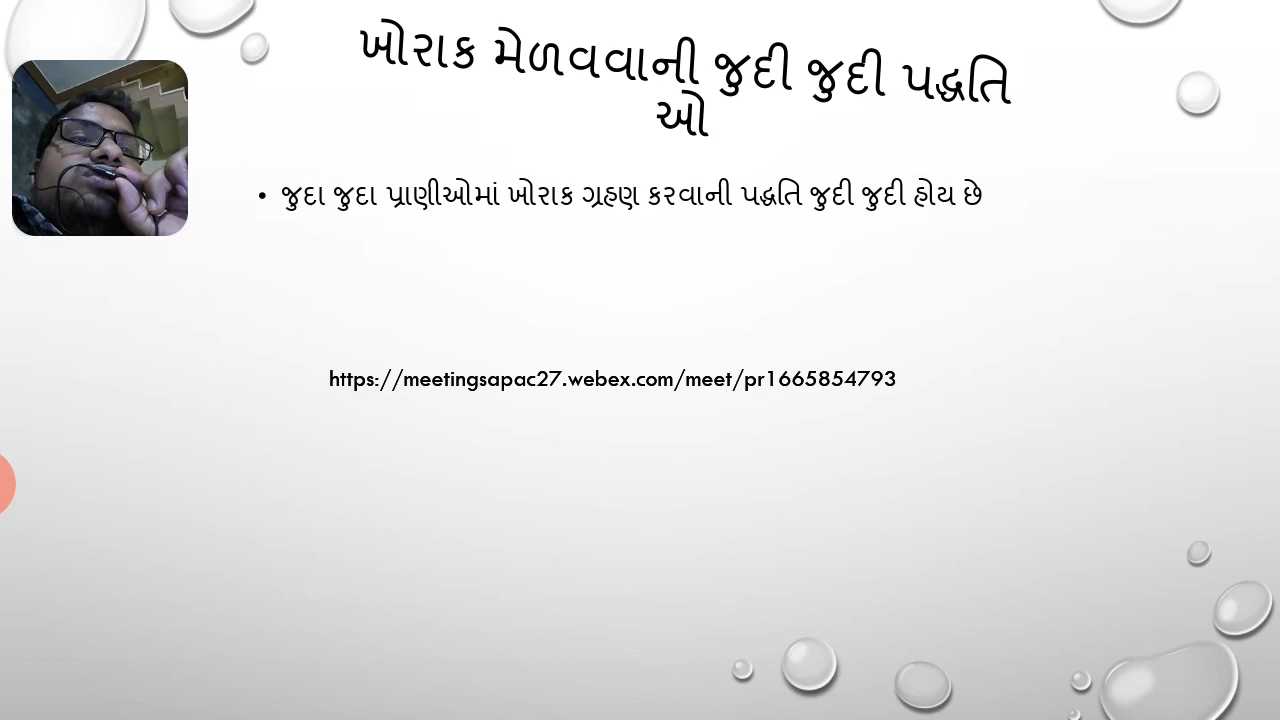 ખોરાક મેળવવાની જુદી જુદી પદ્ધતિ
ઓ
• જુદા જુદા પ્રાણીઓમાં ખોરાક ગ્રહણ કરવાની પદ્ધતિ જુદી જુદી હોય છે
https://meetingsapac27.webex.com/meet/pr1665854793